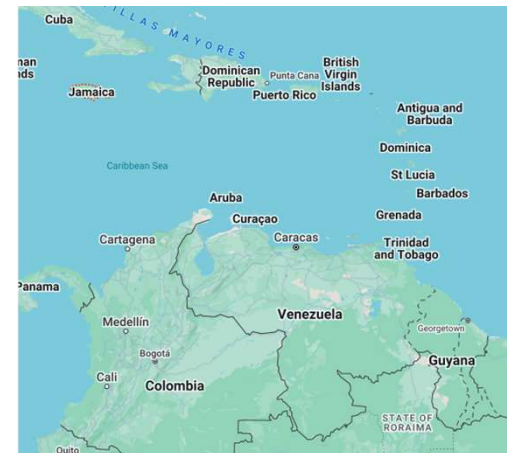 Cuba
ILLAS MAYORES
man
nds
Jamaica
Dominican
Republic
Punta Cana
Puerto Rico
British
Virgin
Islands
Antigua and
Barbuda
Dominica
Caribbean Sea
St Lucia
Barbados
Aruba
Curaçao
Grenada
Cartagena
Caracas
Trinidad
and Tobago
Panama
Venezuela
Medellín
Georgetown
Bogotá
Guyana
Cali
Colombia
STATE OF
RORAIMA
Quito